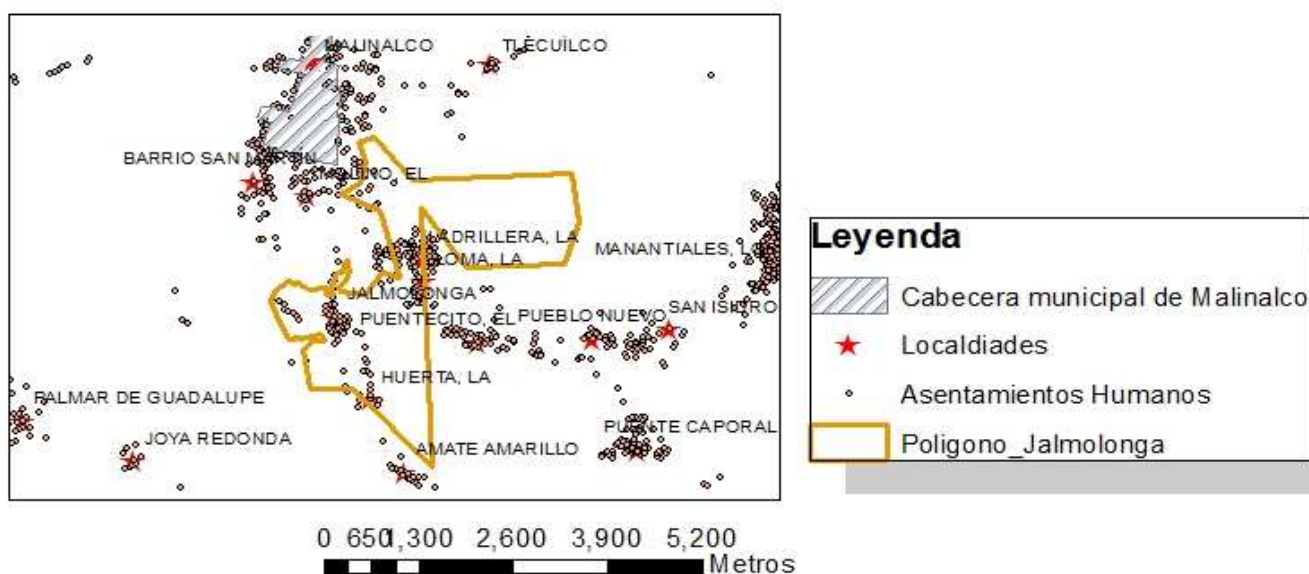 MALINALCO
TLECUILCO
BARRIO SAN MARTIN
MOLINO, EL
LADRILLERA, LA
MANANTIALES, LOS
LOMA, LA
JALMOLONGA
PUENTECITO, EL
PUEBLO NUEVO
SAN ISIDRO
HUERTA, LA
PALMAR DE GUADALUPE
JOYA REDONDA
AMATE AMARILLO
PUENTE CAPORAL
0 650 1,300 2,600 3,900 5,200
Metros
Leyenda
Cabecera municipal de Malinalco
Localdiades
Asentamientos Humanos
Poligono_Jalmolonga